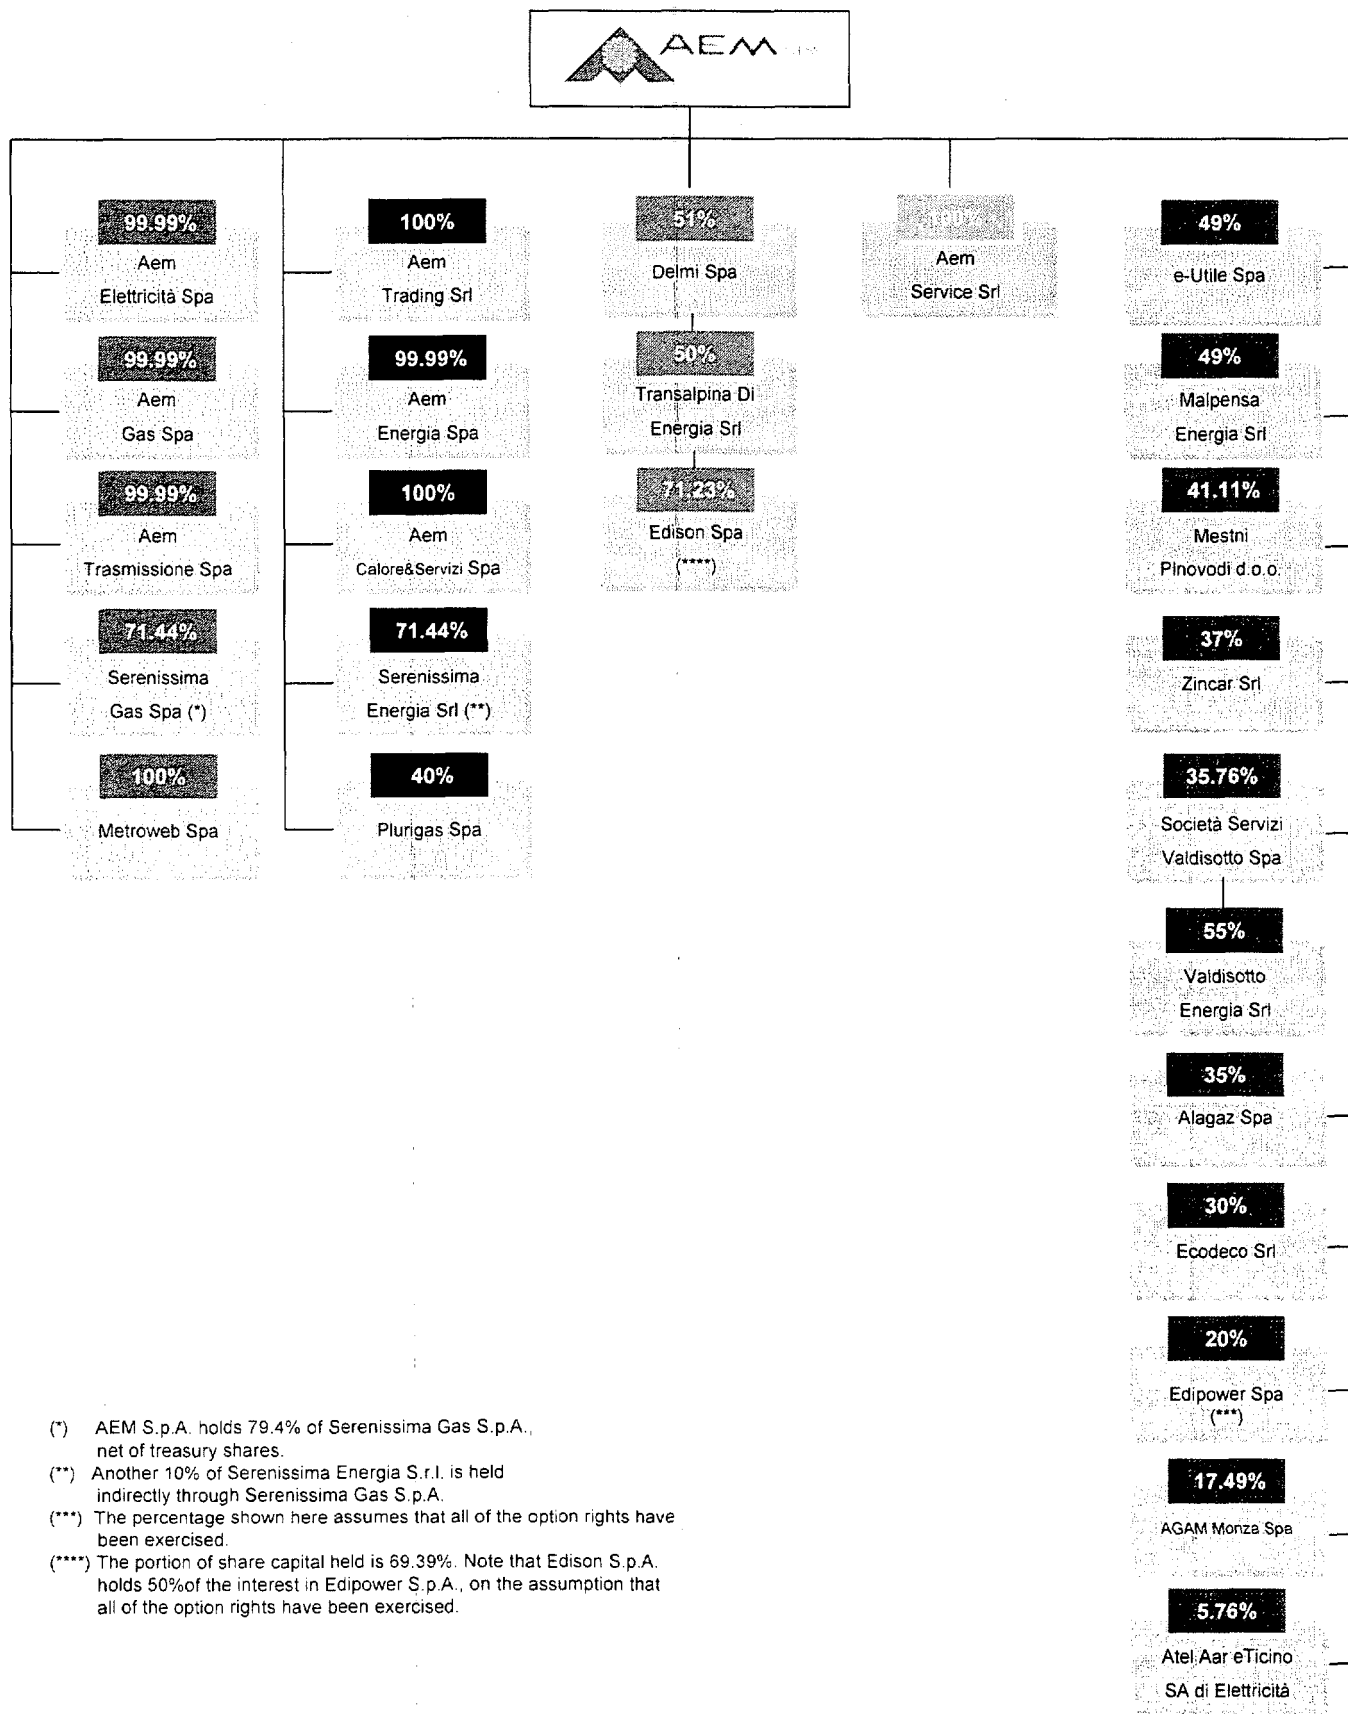 AEM
99.99%
Aem
Elettricità Spa
99.99%
Aem
Gas Spa
99.99%
Aem
Trasmissione Spa
71.44%
Serenissima
Gas Spa (*)
100%
Metroweb Spa
100%
Aem
Trading Srl
99.99%
Aem
Energia Spa
100%
Aem
Calore&Servizi Spa
71.44%
Serenissima
Energia Srl (**)
40%
Plurigas Spa
51%
Delmi Spa
50%
Transalpina Di
Energia Srl
71.23%
Edison Spa
(****)
100%
Aem
Service Srl
49%
e-Utile Spa
49%
Malpensa
Energia Srl
41.11%
Mestni
Plnovodi d.o.o.
37%
Zincar Srl
35.76%
Società Servizi
Valdisotto Spa
55%
Valdisotto
Energia Srl
35%
Alagaz Spa
30%
Ecodeco Srl
20%
Edipower Spa
(***)
17.49%
AGAM Monza Spa
5.76%
Atel Aar eTicino
SA di Elettricità
(*) AEM S.p.A. holds 79.4% of Serenissima Gas S.p.A.,
net of treasury shares.
(**) Another 10% of Serenissima Energia S.r.l. is held
indirectly through Serenissima Gas S.p.A.
(***) The percentage shown here assumes that all of the option rights have
been exercised.
(****) The portion of share capital held is 69.39%. Note that Edison S.p.A.
holds 50%of the interest in Edipower S.p.A., on the assumption that
all of the option rights have been exercised.